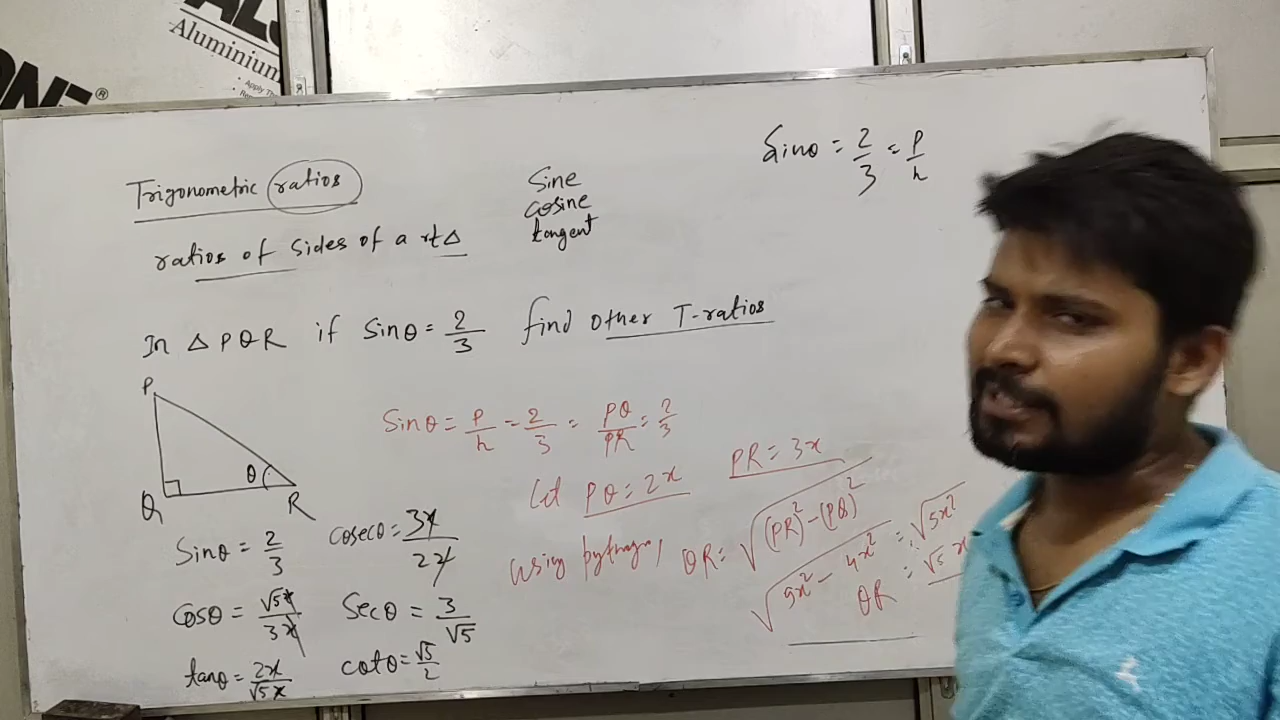 Aluminium
• Apply The
Sinθ = 2/3 = P/h
Trigonometric ratios
Sine
cosine
tangent
ratios of sides of a rt Δ
In Δ PQR if Sinθ = 2/3 find other T-ratios
P
Q
R
θ
Sinθ = P/h = 2/3 = PQ/PR = 2/3
Let PQ = 2x PR = 3x
using QR = √(PR)² - (PQ)²
√9x² - 4x² = √5x²
QR = √5 x
Sinθ = 2/3 cosecθ = 3x/2x
Cosθ = √5x/3x Secθ = 3/√5
tanθ = 2x/√5x cotθ = √5/2